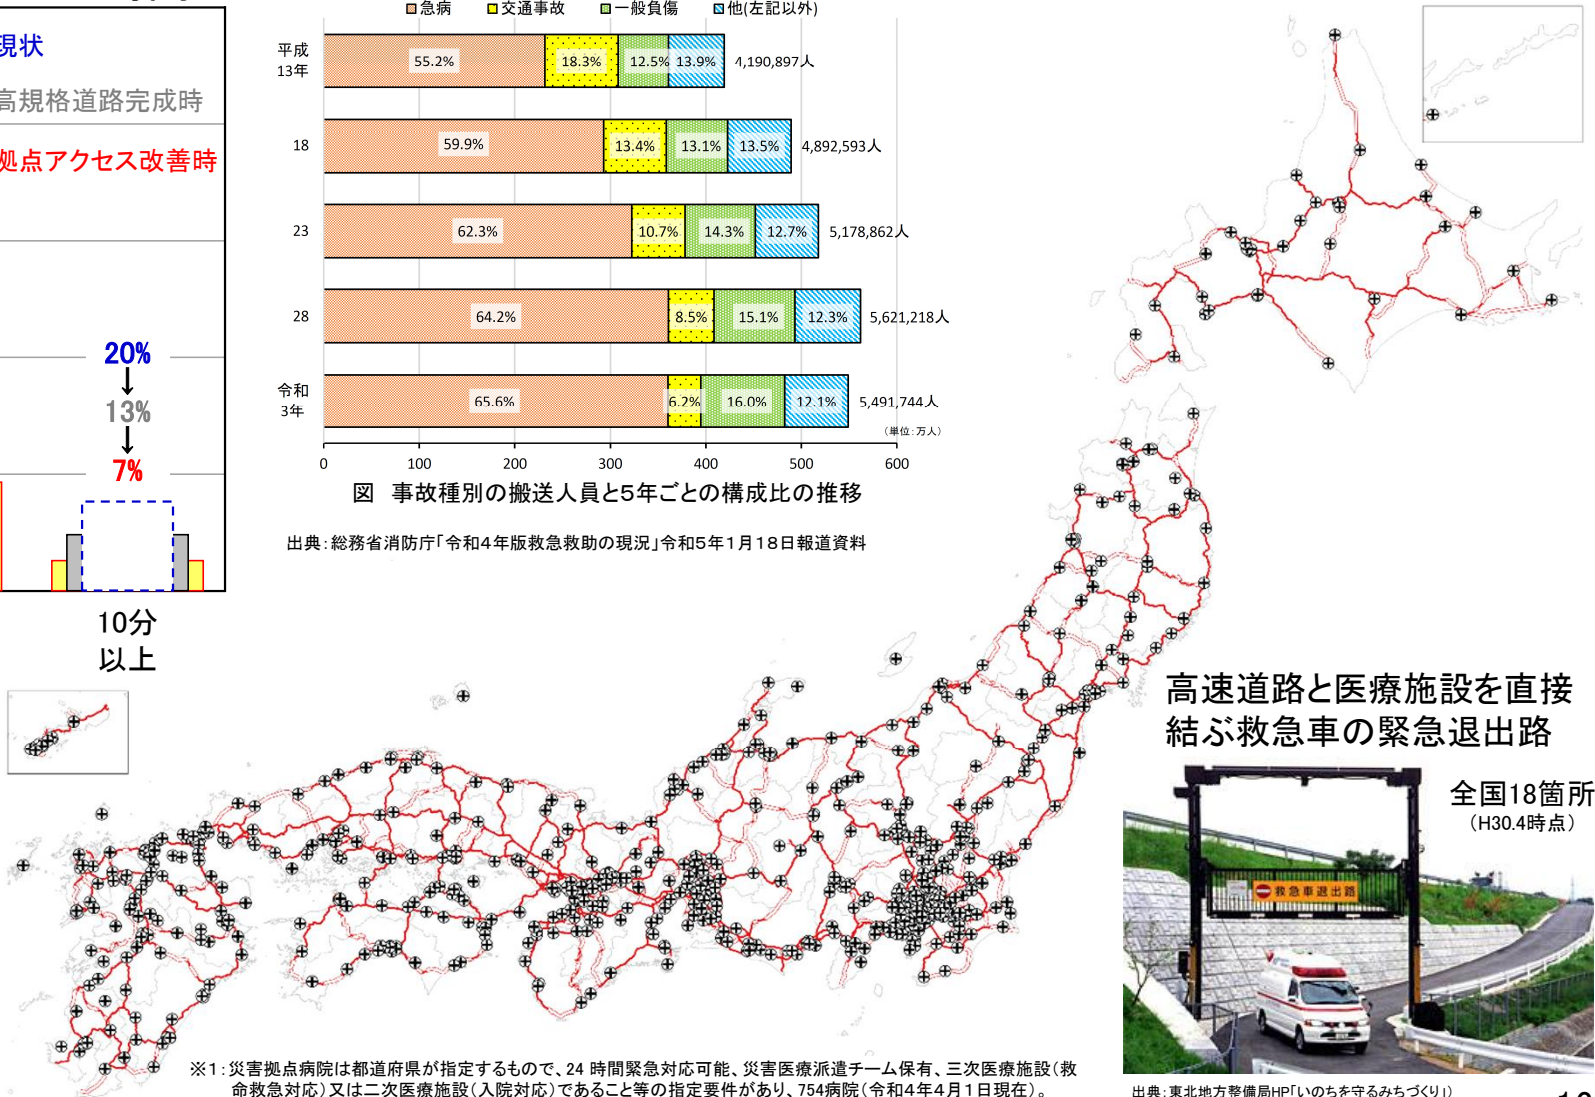 現状
高規格道路完成時
拠点アクセス改善時
20%
13%
7%
10分
以上
急病 交通事故 一般負傷 他(左記以外)
平成
13年
55.2% 18.3% 12.5% 13.9% 4,190,897人
18 59.9% 13.4% 13.1% 13.5% 4,892,593人
23 62.3% 10.7% 14.3% 12.7% 5,178,862人
28 64.2% 8.5% 15.1% 12.3% 5,621,218人
令和
3年
65.6% 6.2% 16.0% 12.1% 5,491,744人
(単位:万人)
0 100 200 300 400 500 600
図 事故種別の搬送人員と5年ごとの構成比の推移
出典:総務省消防庁「令和4年版救急救助の現況」令和5年1月18日報道資料
高速道路と医療施設を直接
結ぶ救急車の緊急退出路
全国18箇所
(H30.4時点)
救急車退出路
※1:災害拠点病院は都道府県が指定するもので、24 時間緊急対応可能、災害医療派遣チーム保有、三次医療施設(救
命救急対応)又は二次医療施設(入院対応)であること等の指定要件があり、754病院(令和4年4月1日現在)。
出典:東北地方整備局HP「いのちを守るみちづくり」)